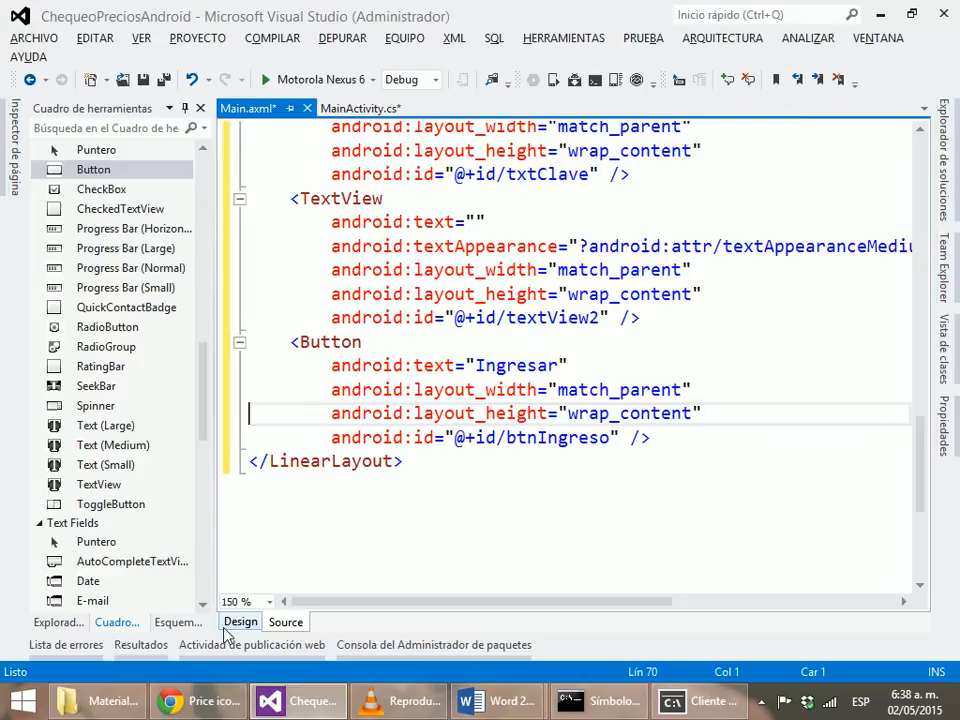 ChequeoPreciosAndroid - Microsoft Visual Studio (Administrador)
Inicio rápido (Ctrl+Q)
ARCHIVO EDITAR VER PROYECTO COMPILAR DEPURAR EQUIPO XML SQL HERRAMIENTAS PRUEBA ARQUITECTURA ANALIZAR VENTANA
AYUDA
Motorola Nexus 6 Debug
Inspector de página
Cuadro de herramientas
Búsqueda en el Cuadro de he
Puntero
Button
CheckBox
CheckedTextView
Progress Bar (Horizon...
Progress Bar (Large)
Progress Bar (Normal)
Progress Bar (Small)
QuickContactBadge
RadioButton
RadioGroup
RatingBar
SeekBar
Spinner
Text (Large)
Text (Medium)
Text (Small)
TextView
ToggleButton
Text Fields
Puntero
AutoCompleteTextVi...
Date
E-mail
Explorad... Cuadro... Esquem...
Main.axml* MainActivity.cs*
android:layout_width="match_parent"
android:layout_height="wrap_content"
android:id="@+id/txtClave" />
<TextView
android:text=""
android:textAppearance="?android:attr/textAppearanceMediu
android:layout_width="match_parent"
android:layout_height="wrap_content"
android:id="@+id/textView2" />
<Button
android:text="Ingresar"
android:layout_width="match_parent"
android:layout_height="wrap_content"
android:id="@+id/btnIngreso" />
</LinearLayout>
150 %
Design Source
Explorador de soluciones
Team Explorer
Vista de clases
Propiedades
Lista de errores Resultados Actividad de publicación web Consola del Administrador de paquetes
Listo Lín 70 Col 1 Car 1 INS
Material... Price ico... Cheque... Reprodu... Word 2... Símbolo... Cliente ... ESP
6:38 a. m.
02/05/2015